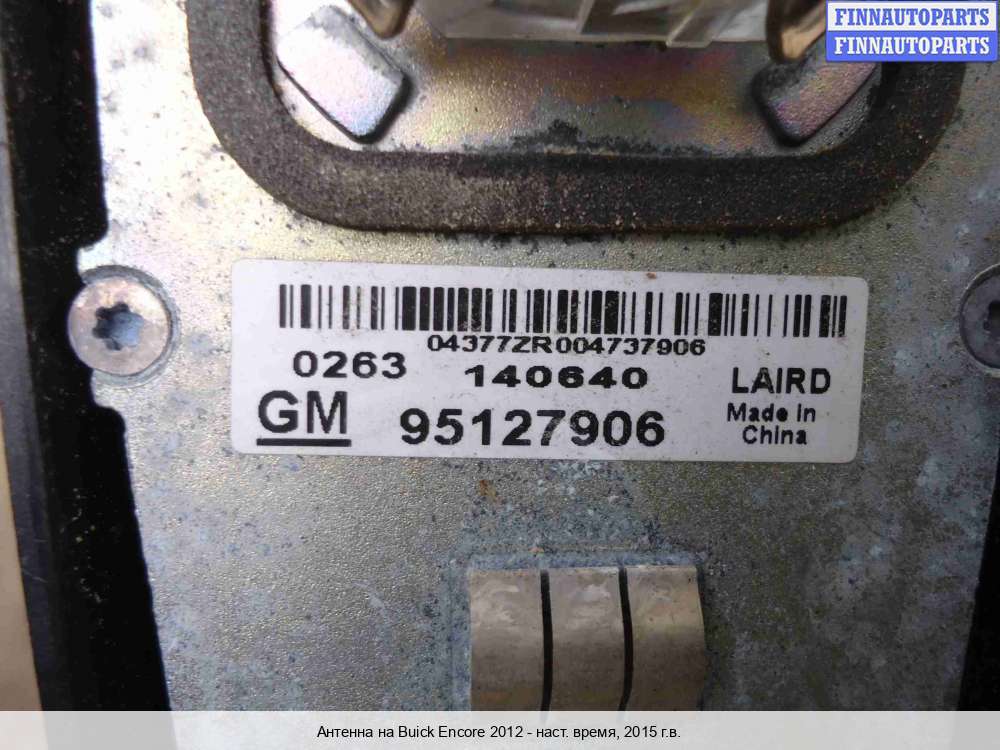 FINNAUTOPARTS
FINNAUTOPARTS
04377ZR004737906
0263 140640 LAIRD
GM 95127906 Made in China
Антенна на Buick Encore 2012 - наст. время, 2015 г.в.